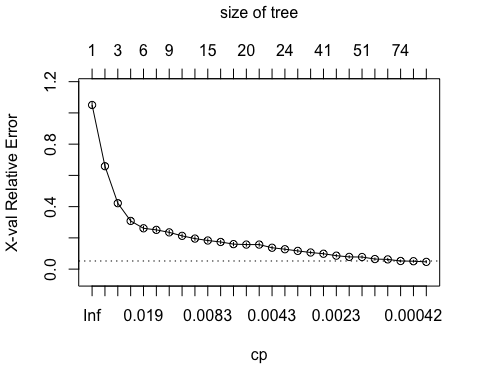 size of tree
1 3 6 9 15 20 24 41 51 74
1.2
0.8
0.4
0.0
X-val Relative Error
Inf 0.019 0.0083 0.0043 0.0023 0.00042
cp